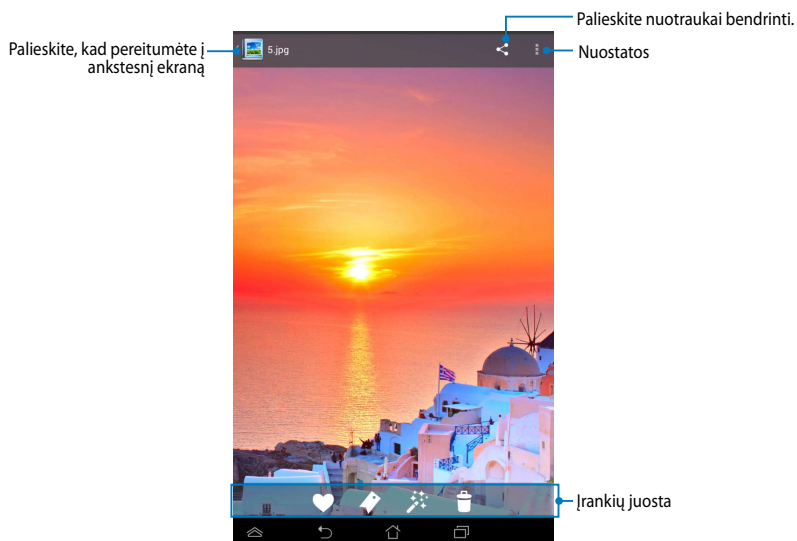 Palieskite nuotraukai bendrinti.
Palieskite, kad pereitumėte į
ankstesnį ekraną
5.jpg
Nuostatos
Įrankių juosta